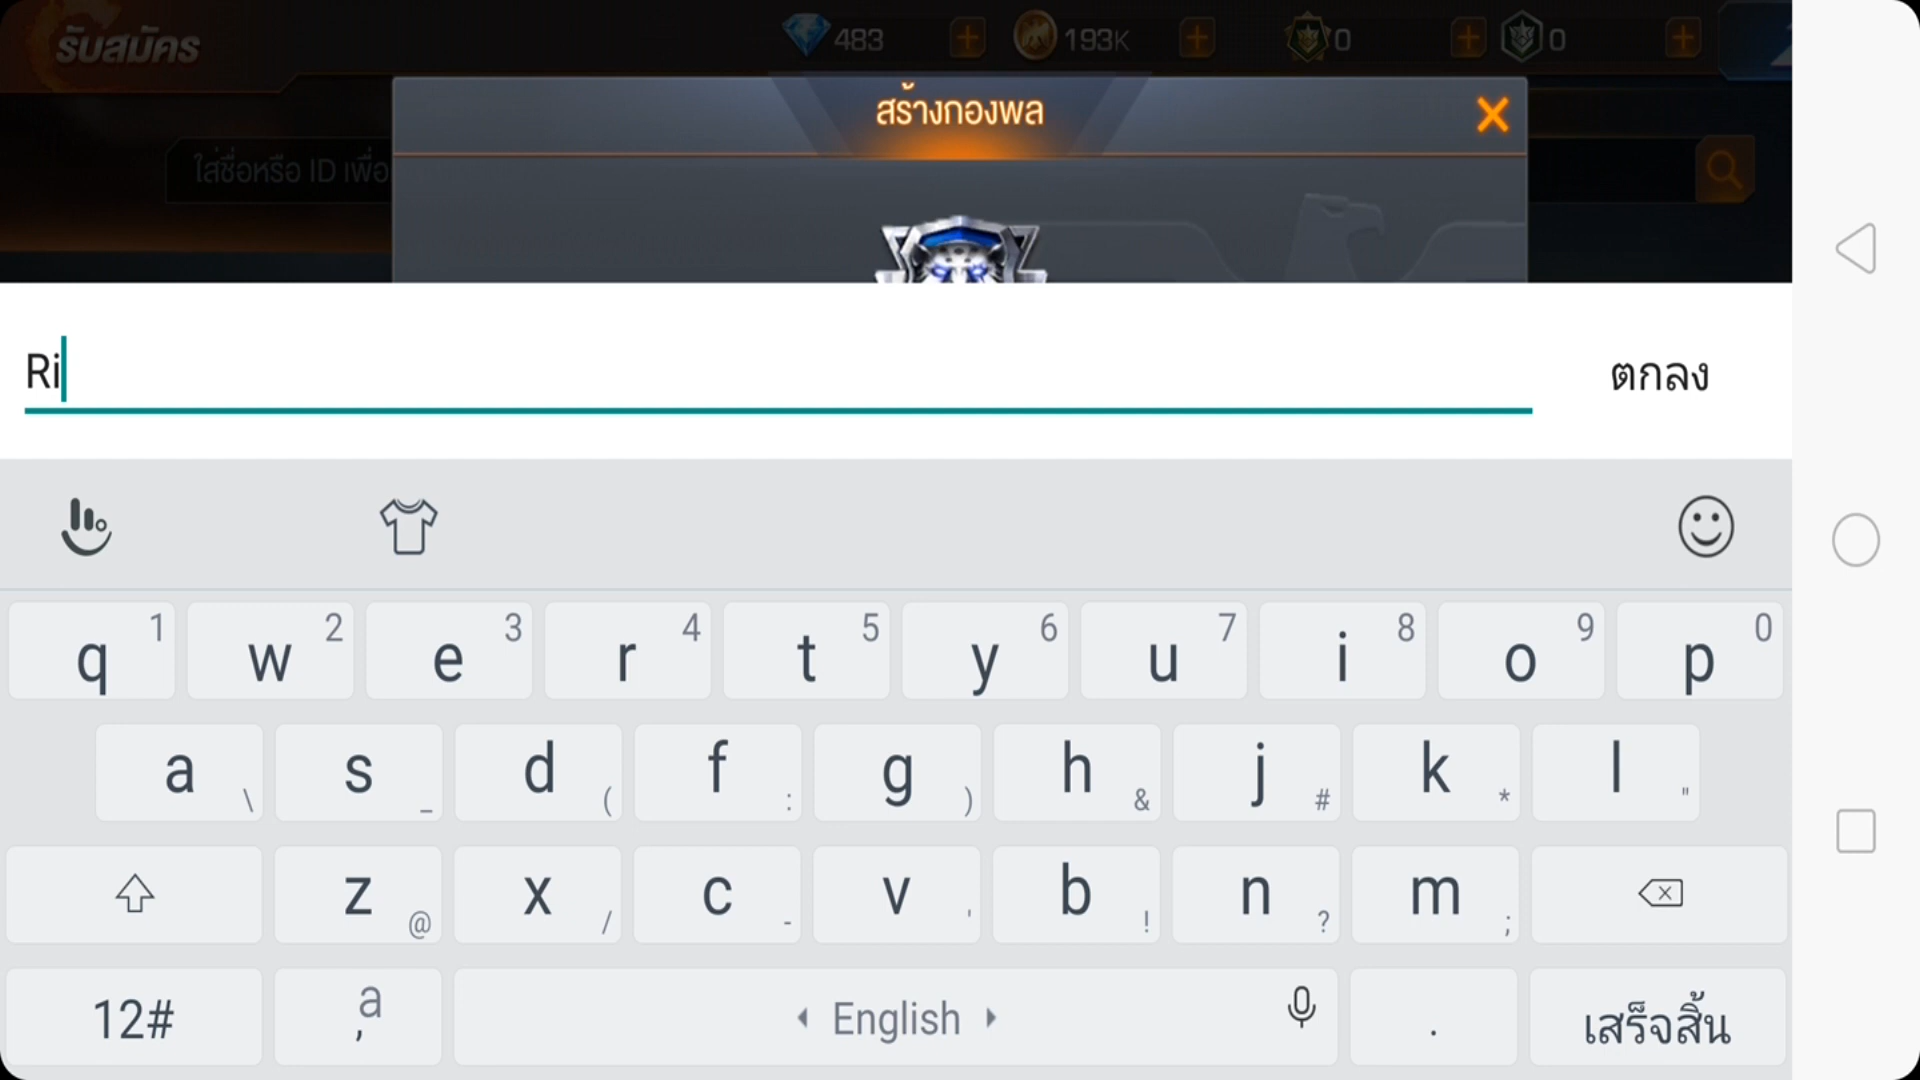 รับสมัคร
483
193K
0
0
สร้างกองพล
ใส่ชื่อหรือ ID เพื่อ
Ri
ตกลง
q 1 w 2 e 3 r 4 t 5 y 6 u 7 i 8 o 9 p 0
a \ s _ d ( f : g ) h & j # k * l "
z @ x / c - v ' b ! n ? m ;
12# , a English . เสร็จสิ้น